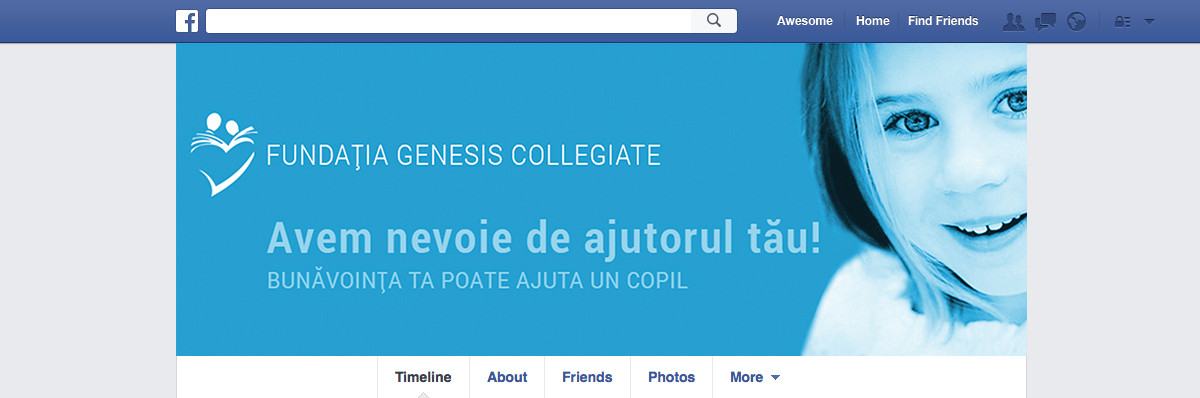 f
Awesome Home Find Friends
FUNDAŢIA GENESIS COLLEGIATE
Avem nevoie de ajutorul tău!
BUNĂVOINŢA TA POATE AJUTA UN COPIL
Timeline About Friends Photos More